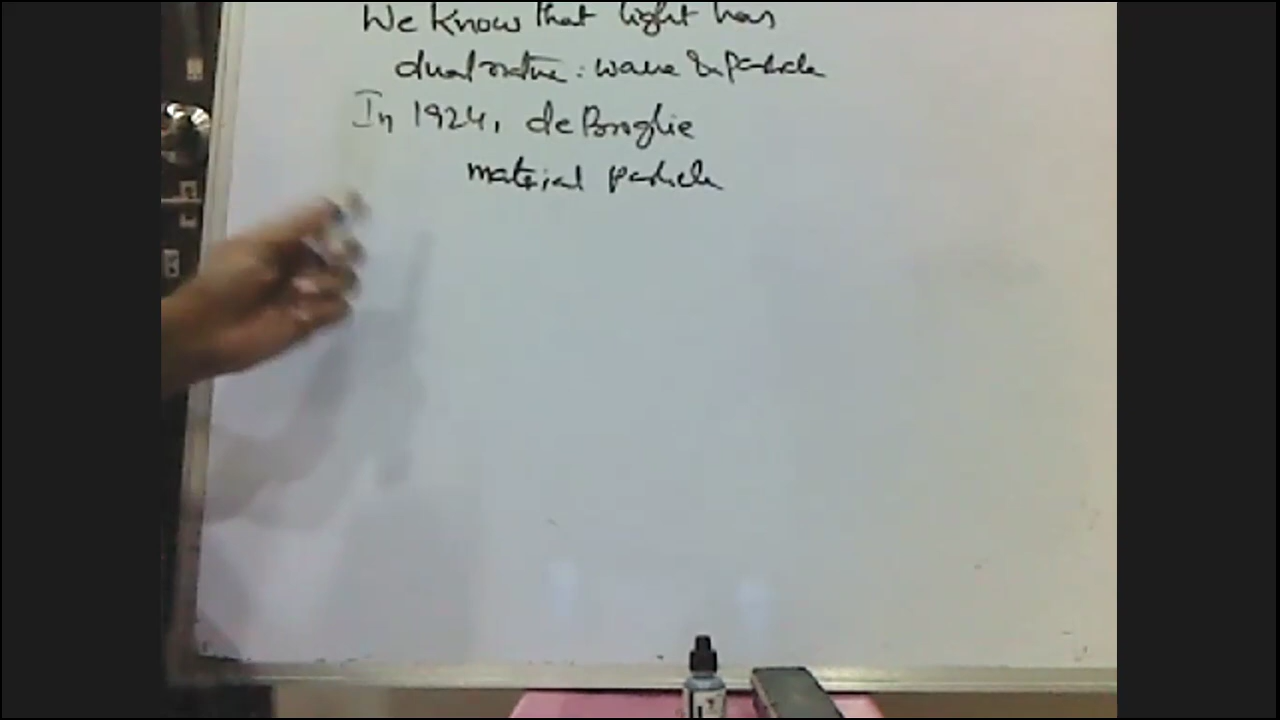 We know that light has
dual nature : wave & particle
In 1924, de Broglie
material particle